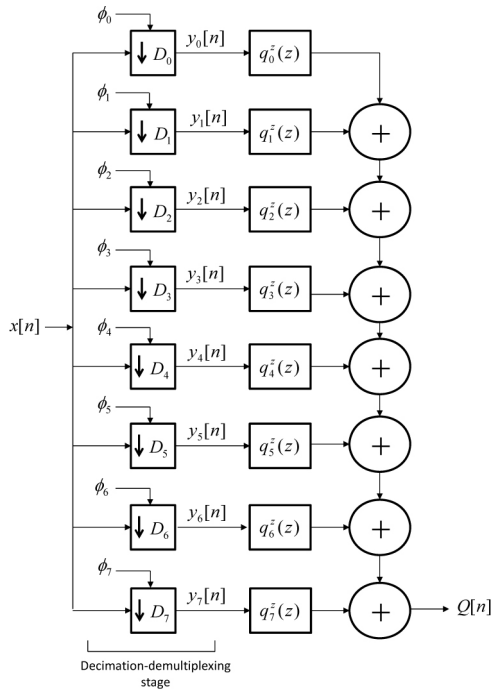 ϕ₀
↓ D₀ y₀[n] q₀ᶻ(z)
ϕ₁
↓ D₁ y₁[n] q₁ᶻ(z) +
ϕ₂
↓ D₂ y₂[n] q₂ᶻ(z) +
ϕ₃
↓ D₃ y₃[n] q₃ᶻ(z) +
x[n]
ϕ₄
↓ D₄ y₄[n] q₄ᶻ(z) +
ϕ₅
↓ D₅ y₅[n] q₅ᶻ(z) +
ϕ₆
↓ D₆ y₆[n] q₆ᶻ(z) +
ϕ₇
↓ D₇ y₇[n] q₇ᶻ(z) + Q[n]
Decimation-demultiplexing
stage